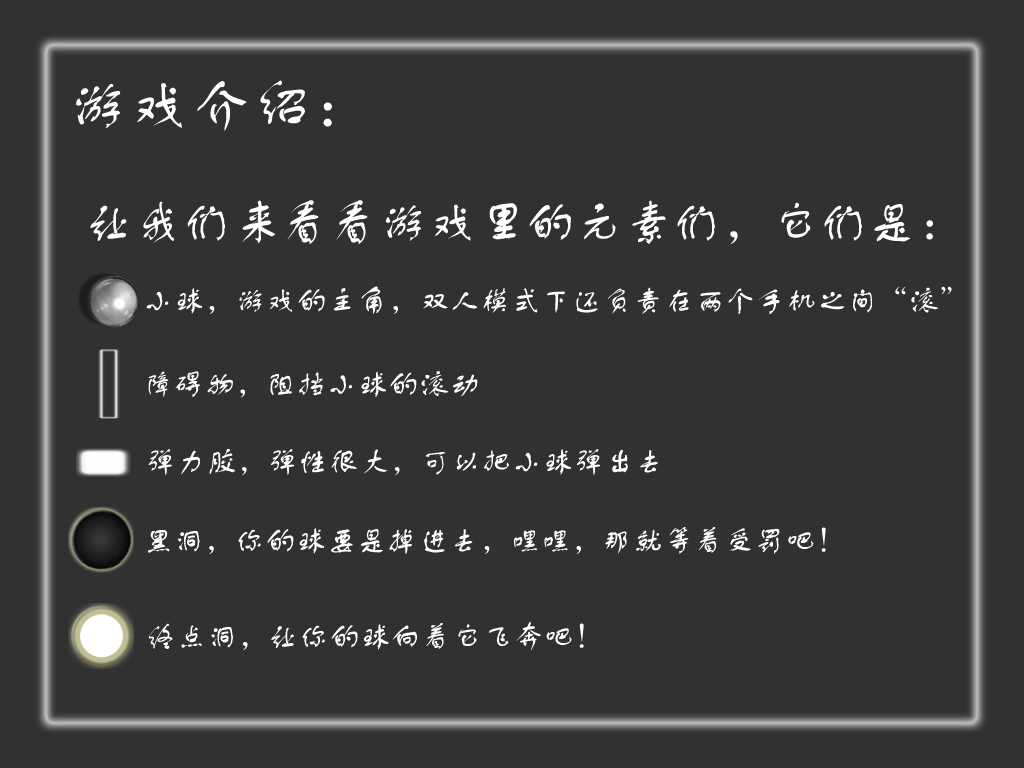 游戏介绍：
让我们来看看游戏里的元素们，它们是：
小球，游戏的主角，双人模式下还负责在两个手机之间“滚”
障碍物，阻挡小球的滚动
弹力胶，弹性很大，可以把小球弹出去
黑洞，你的球要是掉进去，嘿嘿，那就等着受罚吧！
终点洞，让你的球向着它飞奔吧！